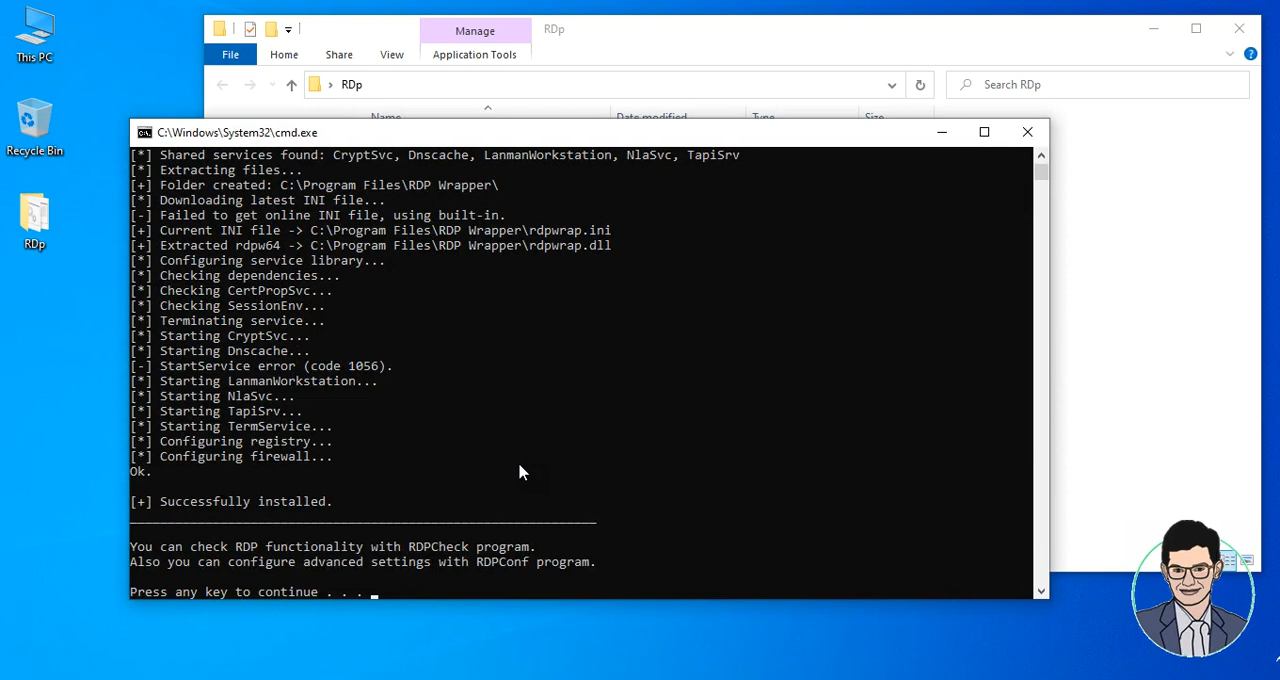 This PC
Recycle Bin
RDp
Manage
RDp
File
Home
Share
View
Application Tools
RDp
Search RDp
Name
Date modified
Type
Size
C:\Windows\System32\cmd.exe
C:\.
[*] Shared services found: CryptSvc, Dnscache, LanmanWorkstation, NlaSvc, TapiSrv
[*] Extracting files...
[+] Folder created: C:\Program Files\RDP Wrapper\
[*] Downloading latest INI file...
[-] Failed to get online INI file, using built-in.
[+] Current INI file -> C:\Program Files\RDP Wrapper\rdpwrap.ini
[+] Extracted rdpw64 -> C:\Program Files\RDP Wrapper\rdpwrap.dll
[*] Configuring service library...
[*] Checking dependencies...
[*] Checking CertPropSvc...
[*] Checking SessionEnv...
[*] Terminating service...
[*] Starting CryptSvc...
[*] Starting Dnscache...
[-] StartService error (code 1056).
[*] Starting LanmanWorkstation...
[*] Starting NlaSvc...
[*] Starting TapiSrv...
[*] Starting TermService...
[*] Configuring registry...
[*] Configuring firewall...
Ok.
[+] Successfully installed.
You can check RDP functionality with RDPCheck program.
Also you can configure advanced settings with RDPConf program.
Press any key to continue . . .